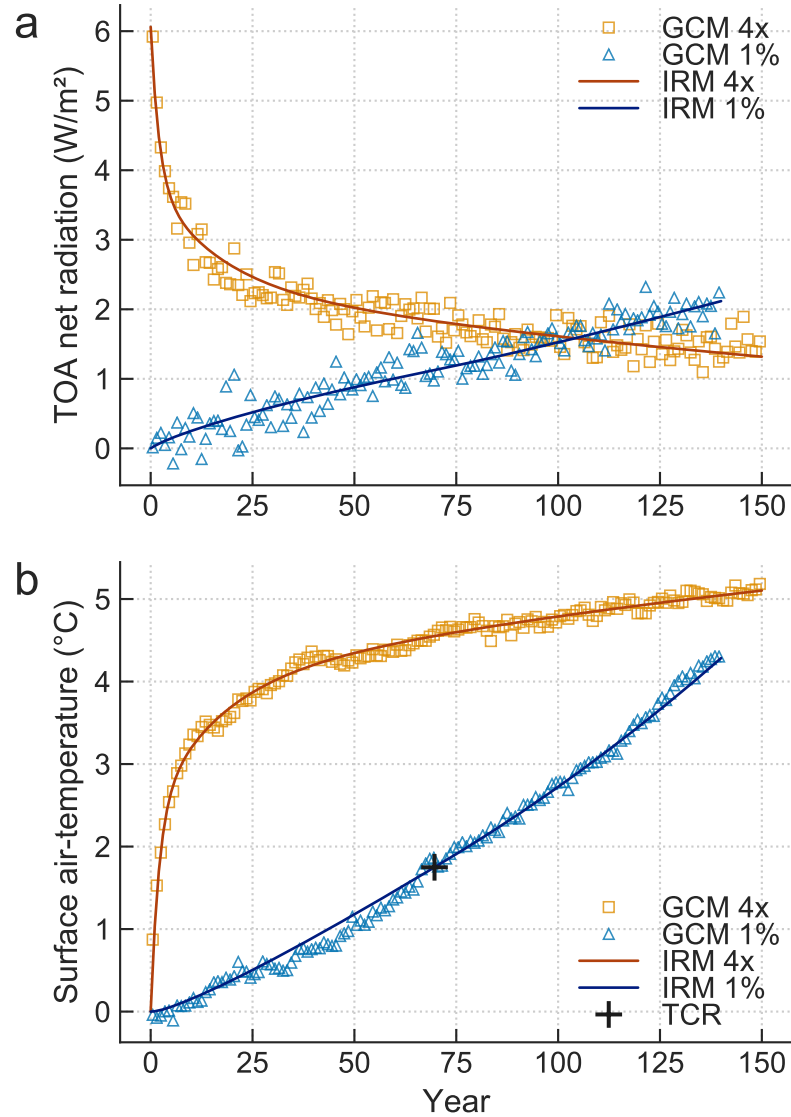 a
TOA net radiation (W/m²)
6
5
4
3
2
1
0
GCM 4x
GCM 1%
IRM 4x
IRM 1%
0 25 50 75 100 125 150
b
Surface air-temperature (°C)
5
4
3
2
1
0
GCM 4x
GCM 1%
IRM 4x
IRM 1%
TCR
0 25 50 75 100 125 150
Year